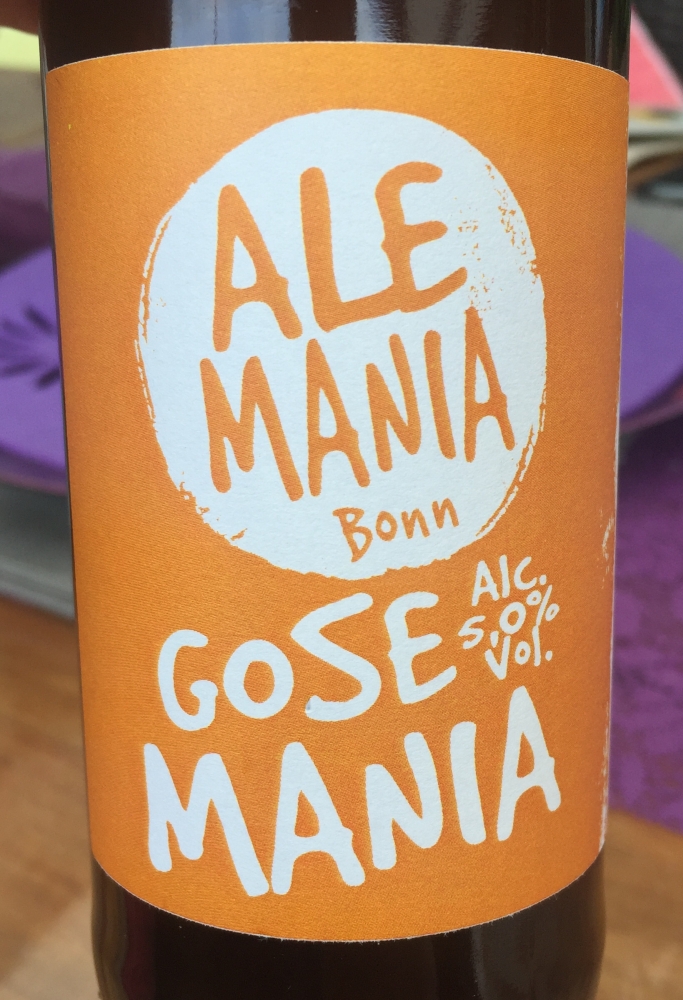 ALE
MANIA
Bonn
GOSE
Alc.
5,0%
Vol.
MANIA